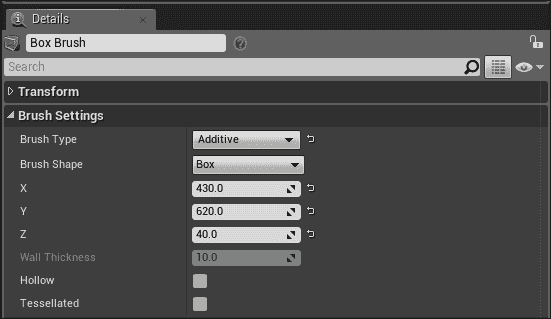 Details
Box Brush
Search
Transform
Brush Settings
Brush Type Additive
Brush Shape Box
X 430.0
Y 620.0
Z 40.0
Wall Thickness 10.0
Hollow
Tessellated